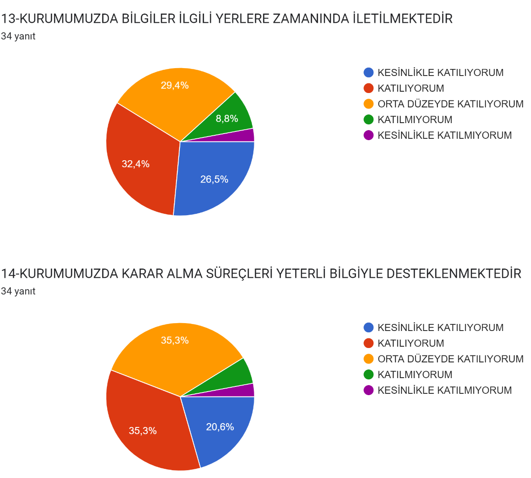 13-KURUMUMUZDA BİLGİLER İLGİLİ YERLERE ZAMANINDA İLETİLMEKTEDİR
34 yanıt
KESİNLİKLE KATILIYORUM
KATILIYORUM
ORTA DÜZEYDE KATILIYORUM
KATILMIYORUM
KESİNLİKLE KATILMIYORUM
29,4%
8,8%
32,4%
26,5%
14-KURUMUMUZDA KARAR ALMA SÜREÇLERİ YETERLİ BİLGİYLE DESTEKLENMEKTEDİR
34 yanıt
KESİNLİKLE KATILIYORUM
KATILIYORUM
ORTA DÜZEYDE KATILIYORUM
KATILMIYORUM
KESİNLİKLE KATILMIYORUM
35,3%
35,3%
20,6%